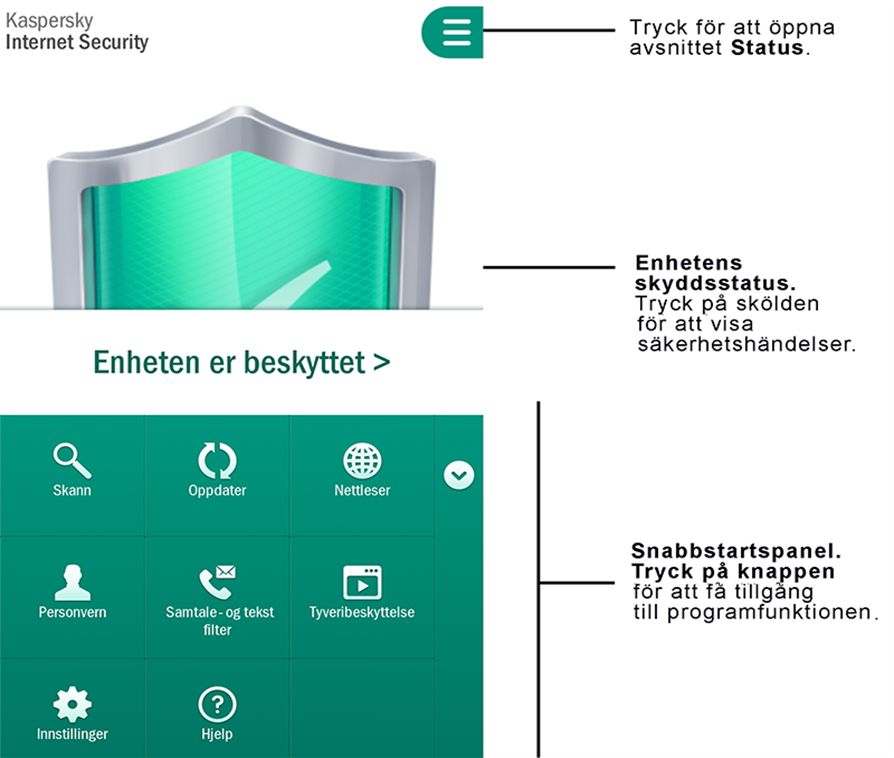 Kaspersky
Internet Security
Tryck för att öppna
avsnittet Status.
Enhetens
skyddsstatus.
Tryck på skölden
för att visa
säkerhetshändelser.
Enheten er beskyttet >
Skann
Oppdater
Nettleser
Personvern
Samtale- og tekst
filter
Tyveribeskyttelse
Innstillinger
Hjelp
Snabbstartspanel.
Tryck på knappen
för att få tillgång
till programfunktionen.